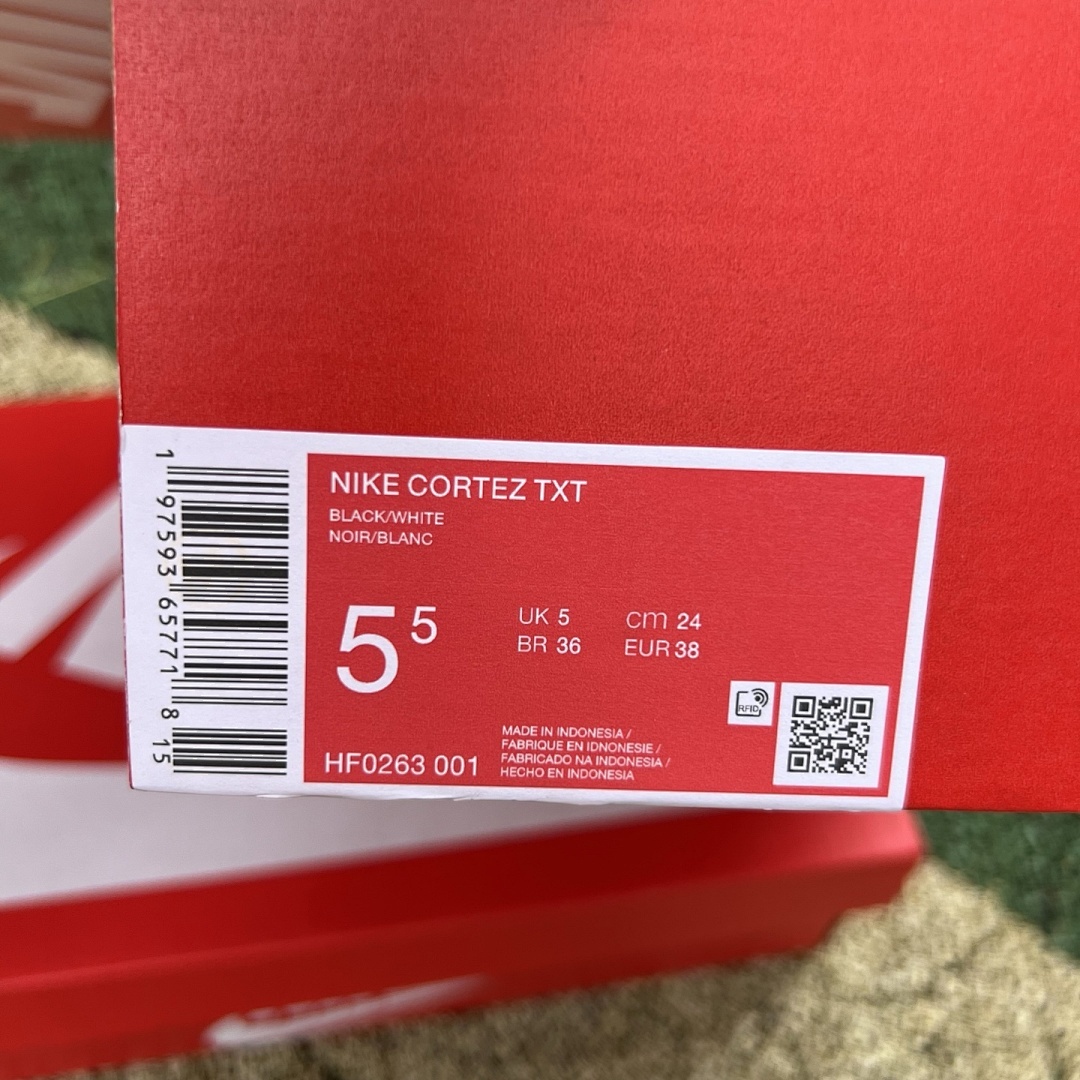 NIKE CORTEZ TXT
BLACK/WHITE
NOIR/BLANC
5 5
UK 5
cm 24
BR 36
EUR 38
RFID
HF0263 001
MADE IN INDONESIA /
FABRIQUE EN IDNONESIE /
FABRICADO NA INDONESIA /
HECHO EN INDONESIA
1 97593 65771 8 15